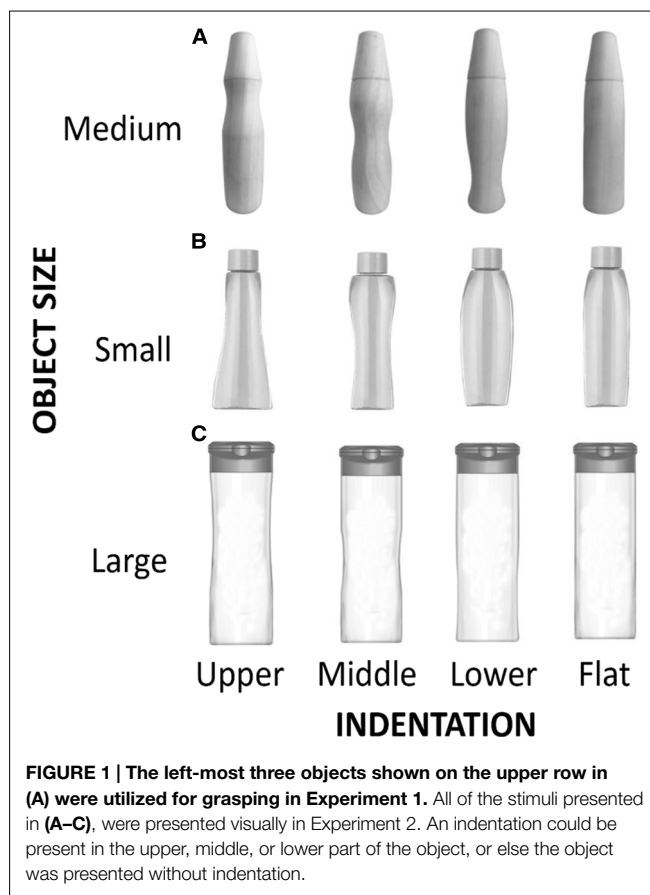 A
Medium
B
Small
OBJECT SIZE
C
Large
Upper Middle Lower Flat
INDENTATION
FIGURE 1 | The left-most three objects shown on the upper row in
(A) were utilized for grasping in Experiment 1. All of the stimuli presented
in (A–C), were presented visually in Experiment 2. An indentation could be
present in the upper, middle, or lower part of the object, or else the object
was presented without indentation.